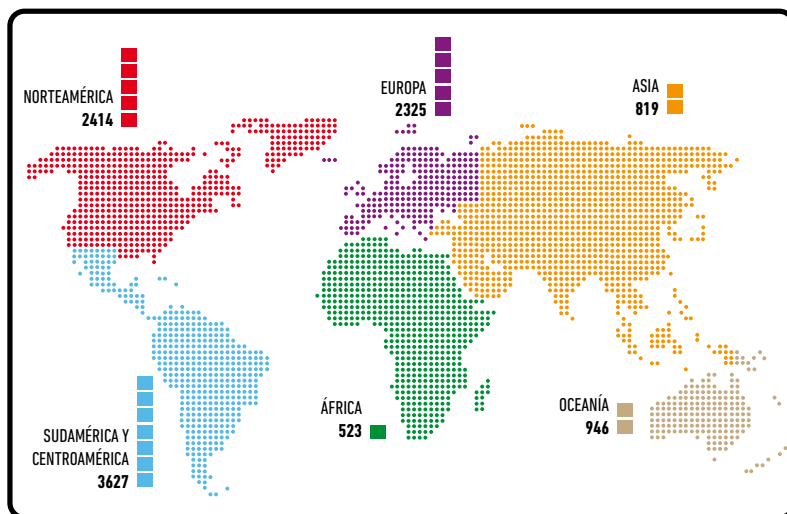 NORTEAMÉRICA
2414
EUROPA
2325
ASIA
819
SUDAMÉRICA Y
CENTROAMÉRICA
3627
ÁFRICA
523
OCEANÍA
946